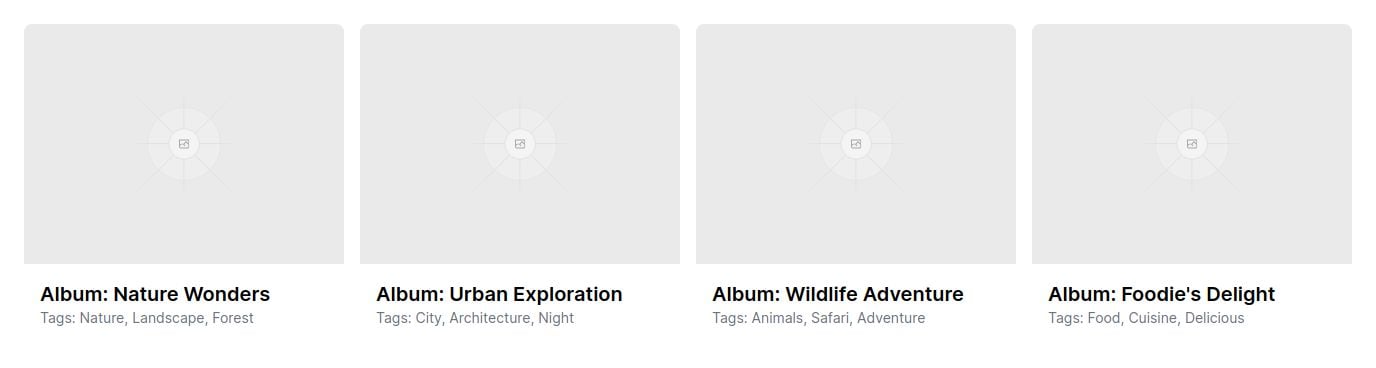 Album: Nature Wonders
Tags: Nature, Landscape, Forest
Album: Urban Exploration
Tags: City, Architecture, Night
Album: Wildlife Adventure
Tags: Animals, Safari, Adventure
Album: Foodie's Delight
Tags: Food, Cuisine, Delicious